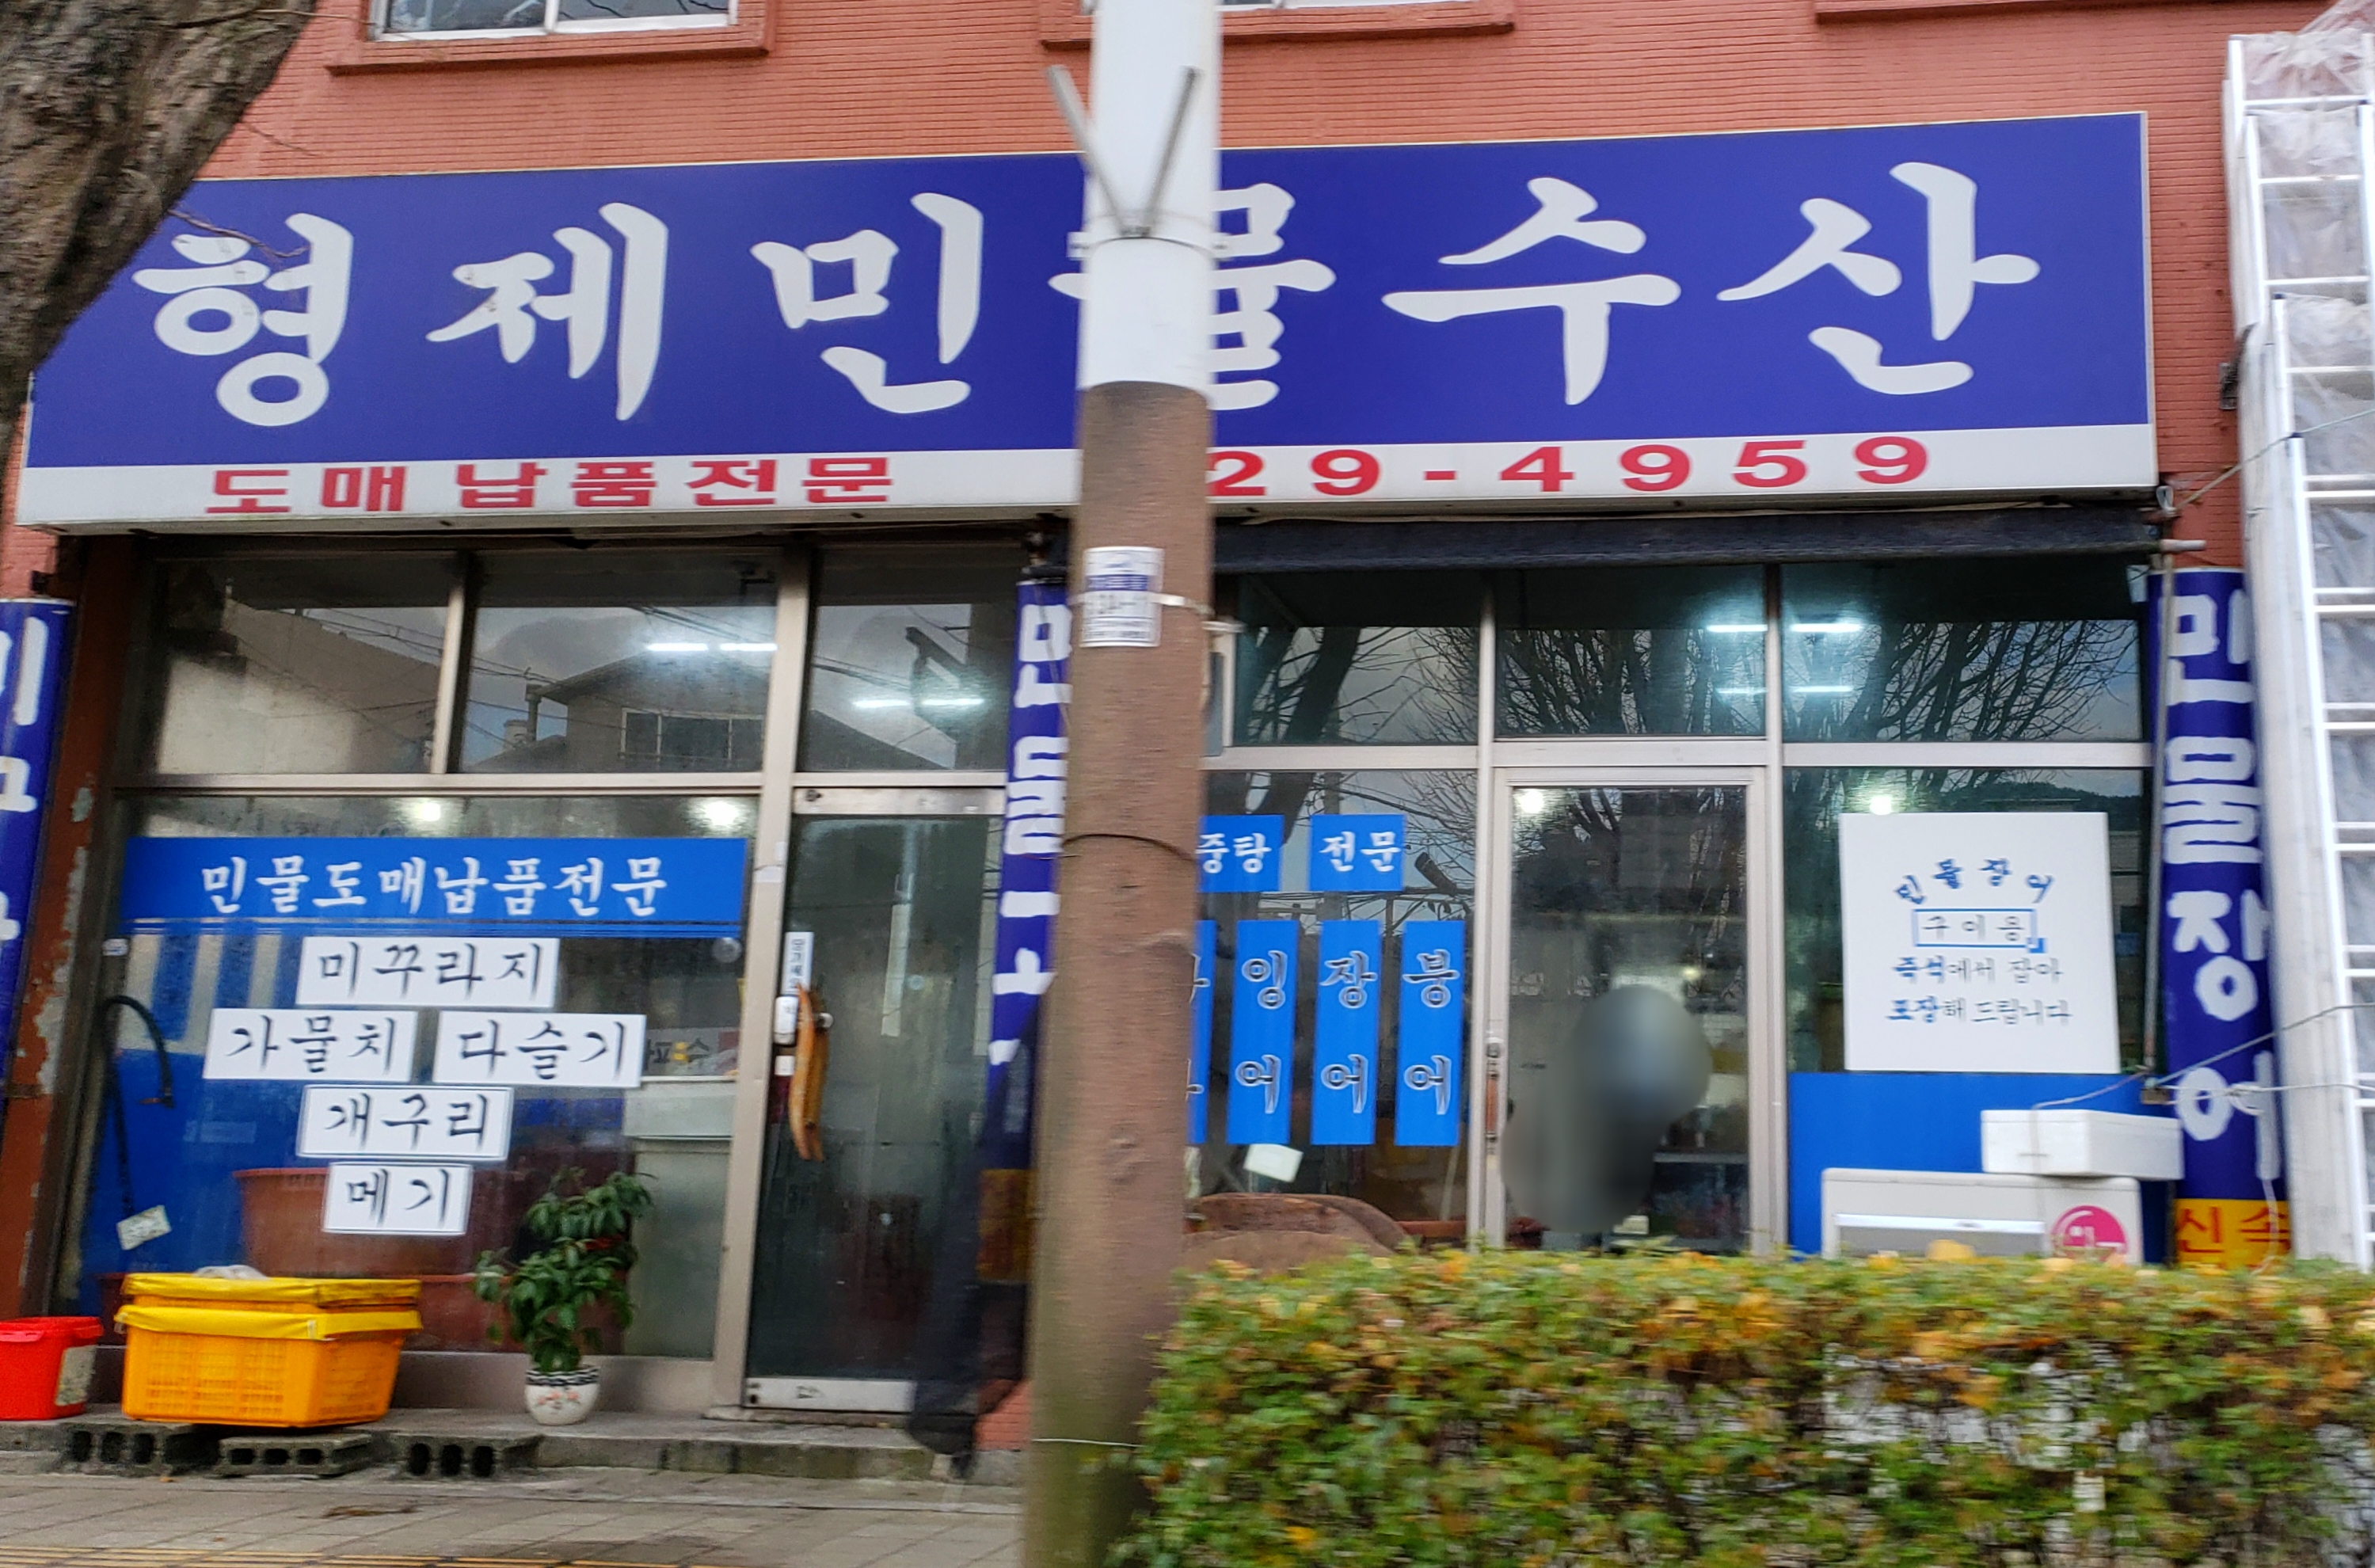 형제민물수산
도매 납품전문 29-4959
민물도매납품전문
미꾸라지
가물치 다슬기
개구리
메기
중탕 전문
잉어
장어
붕어
민물장어
구이용
즉석에서 잡아
포장해 드립니다
민물장어
신속